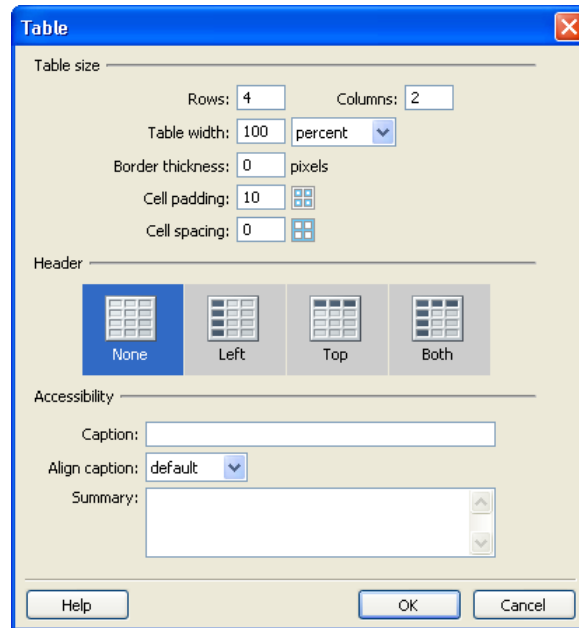 Table
Table size
Rows: 4 Columns: 2
Table width: 100 percent
Border thickness: 0 pixels
Cell padding: 10
Cell spacing: 0
Header
None Left Top Both
Accessibility
Caption:
Align caption: default
Summary:
Help OK Cancel